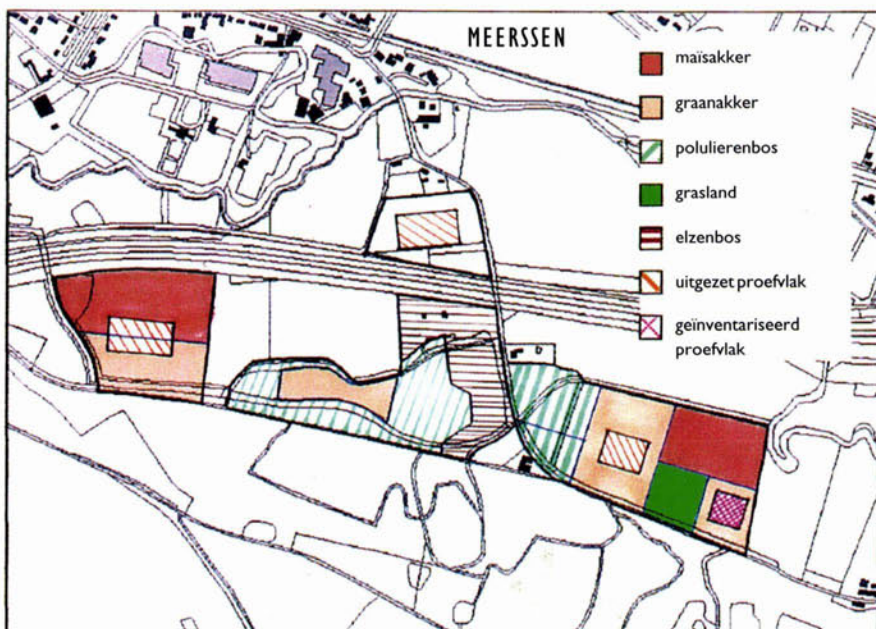 MEERSSEN
maïsakker
graanakker
polulierenbos
grasland
elzenbos
uitgezet proefvlak
geïnventariseerd
proefvlak